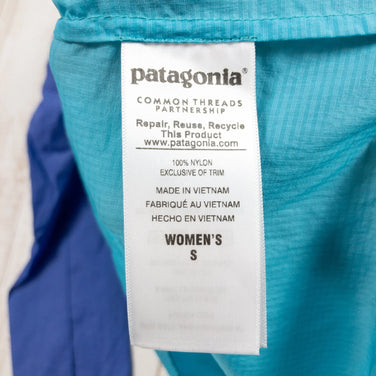 patagonia®
COMMON THREADS
PARTNERSHIP
Repair, Reuse, Recycle
This Product
www.patagonia.com
100% NYLON
EXCLUSIVE OF TRIM
MADE IN VIETNAM
FABRIQUÉ AU VIETNAM
HECHO EN VIETNAM
WOMEN'S
S